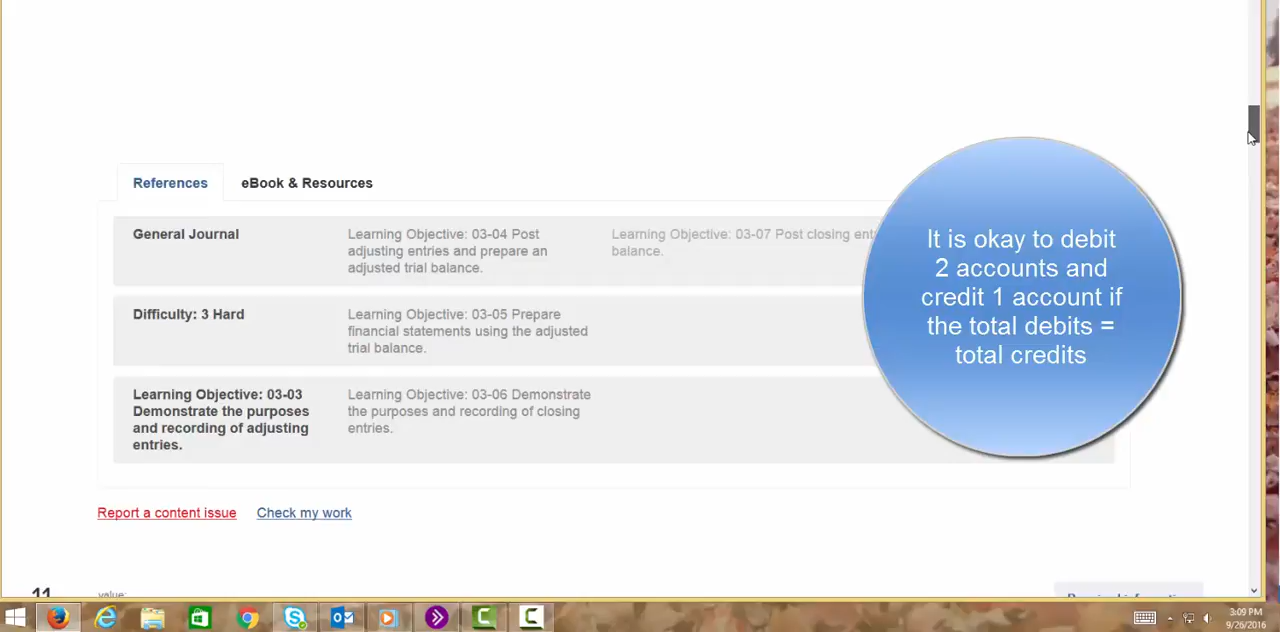 References
eBook & Resources
General Journal
Learning Objective: 03-04 Post
adjusting entries and prepare an
adjusted trial balance.
Learning Objective: 03-07 Post closing
balance.
Difficulty: 3 Hard
Learning Objective: 03-05 Prepare
financial statements using the adjusted
trial balance.
Learning Objective: 03-03
Demonstrate the purposes
and recording of adjusting
entries.
Learning Objective: 03-06 Demonstrate
the purposes and recording of closing
entries.
It is okay to debit
2 accounts and
credit 1 account if
the total debits =
total credits
Report a content issue
Check my work
11
value:
3:09 PM
9/26/2016